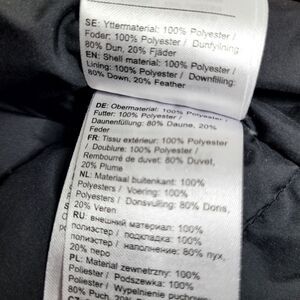 SE: Yttermaterial: 100% Polyester /
Foder: 100% Polyester / Dunfyllning
80% Dun, 20% Fjäder
EN: Shell material: 100% Polyester /
Lining: 100% Polyester / Downfilling:
80% Down, 20% Feather
DE: Obermaterial: 100% Polyester /
Futter: 100% Polyester /
Daunenfüllung: 80% Daune, 20%
Feder
FR: Tissu extérieur: 100% Polyester
/ Doublure: 100% Polyester /
Rembourré de duvet: 80% Duvet,
20% Plume
NL: Materiaal buitenkant: 100%
Polyesters / Voering: 100%
Polyesters / Donsvulling: 80% Dons,
20% Veren
RU: внешний материал: 100%
полиэстер / подкладка: 100%
полиэстер / наполнение: 80% пух,
20% перо
PL: Materiał zewnetrzny: 100%
Poliester / Podszewka: 100%
Poliester / Wypełnienie puchowe:
80% Puch, 20%